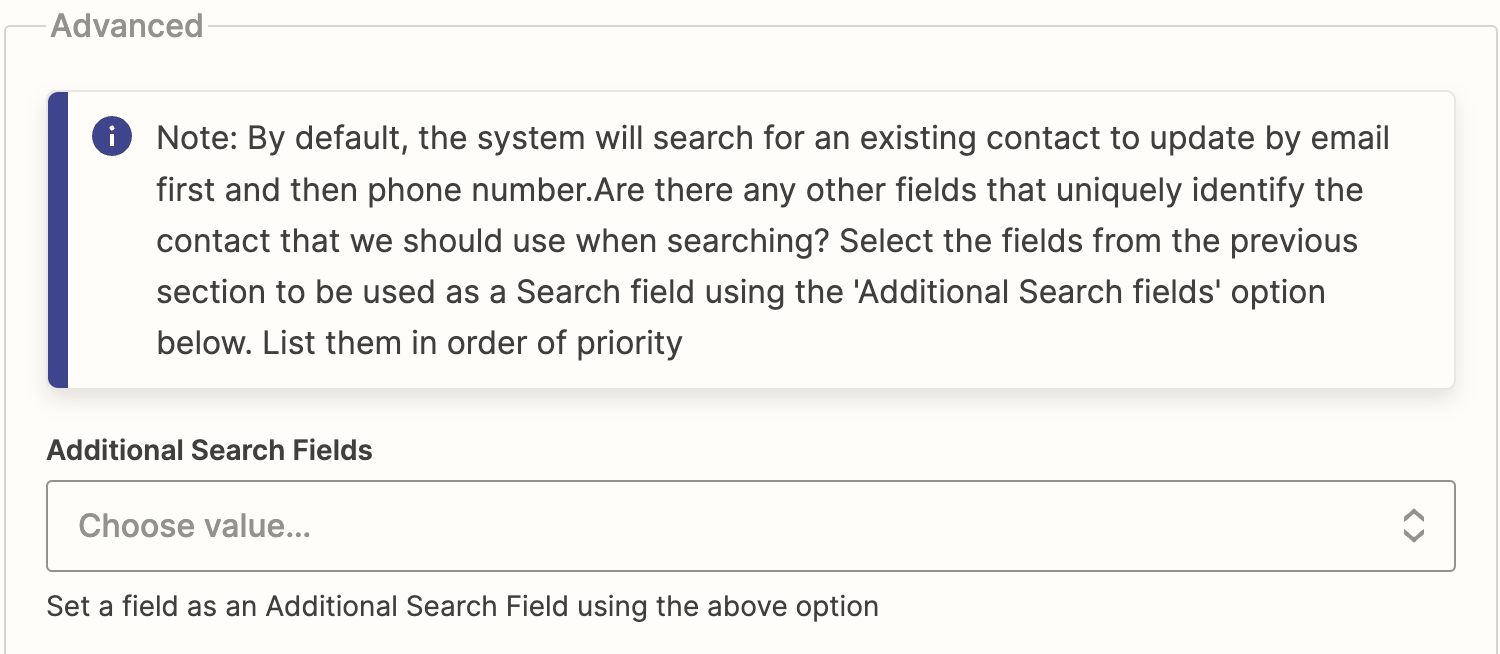 Advanced
Note: By default, the system will search for an existing contact to update by email
first and then phone number.Are there any other fields that uniquely identify the
contact that we should use when searching? Select the fields from the previous
section to be used as a Search field using the 'Additional Search fields' option
below. List them in order of priority
Additional Search Fields
Choose value...
Set a field as an Additional Search Field using the above option